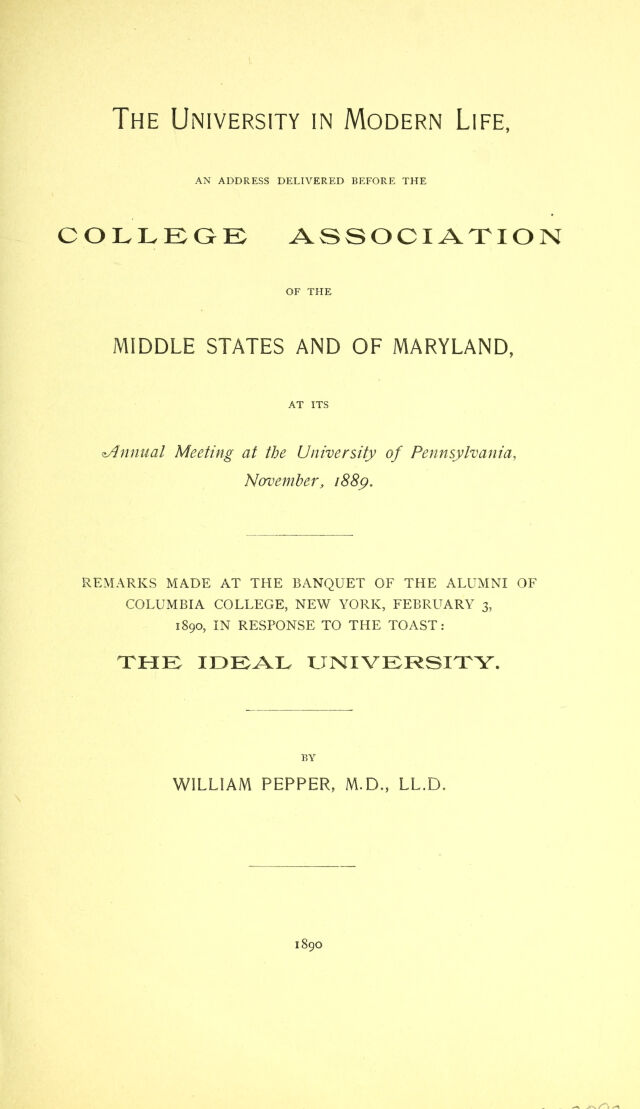 The University in Modern Life,
AN ADDRESS DELIVERED BEFORE THE
COLLEGE ASSOCIATION
OF THE
MIDDLE STATES AND OF MARYLAND,
AT ITS
Annual Meeting at the University of Pennsylvania,
November, 1889.
REMARKS MADE AT THE BANQUET OF THE ALUMNI OF
COLUMBIA COLLEGE, NEW YORK, FEBRUARY 3,
1890, IN RESPONSE TO THE TOAST:
THE IDEAL UNIVERSITY.
BY
WILLIAM PEPPER, M.D., LL.D.
1890